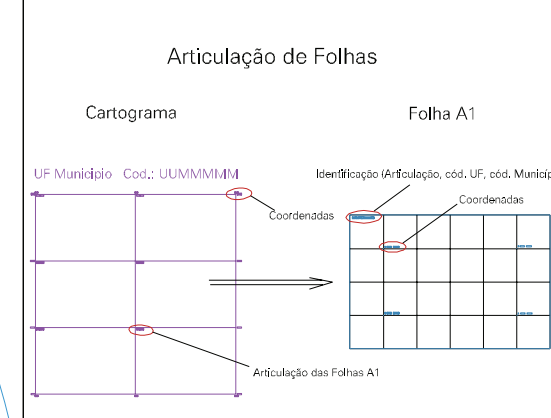 Articulação de Folhas
Cartograma
Folha A1
UF Municipio Cod.: UUMMMMM
Identificação (Articulação, cód. UF, cód. Municíp
Coordenadas
Coordenadas
Articulação das Folhas A1